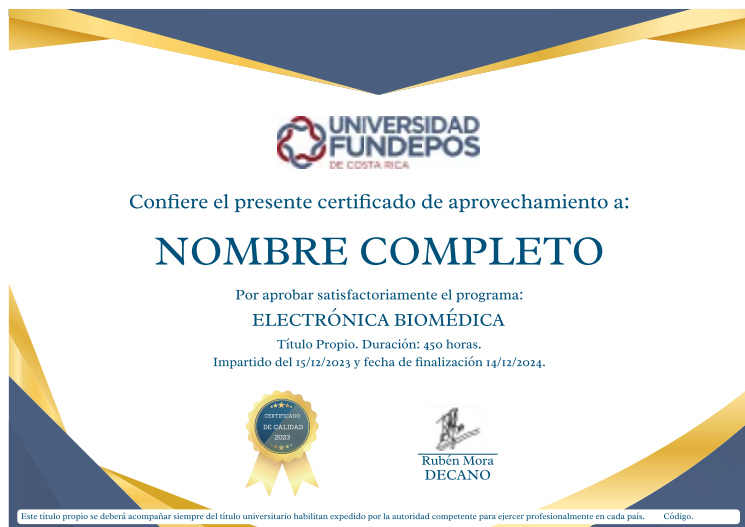 UNIVERSIDAD
FUNDEPOS
DE COSTA RICA
Confiere el presente certificado de aprovechamiento a:
NOMBRE COMPLETO
Por aprobar satisfactoriamente el programa:
ELECTRÓNICA BIOMÉDICA
Título Propio. Duración: 450 horas.
Impartido del 15/12/2023 y fecha de finalización 14/12/2024.
CERTIFICADO
DE CALIDAD
2023
Rubén Mora
DECANO
Este título propio se deberá acompañar siempre del título universitario habilitan expedido por la autoridad competente para ejercer profesionalmente en cada país. Código.